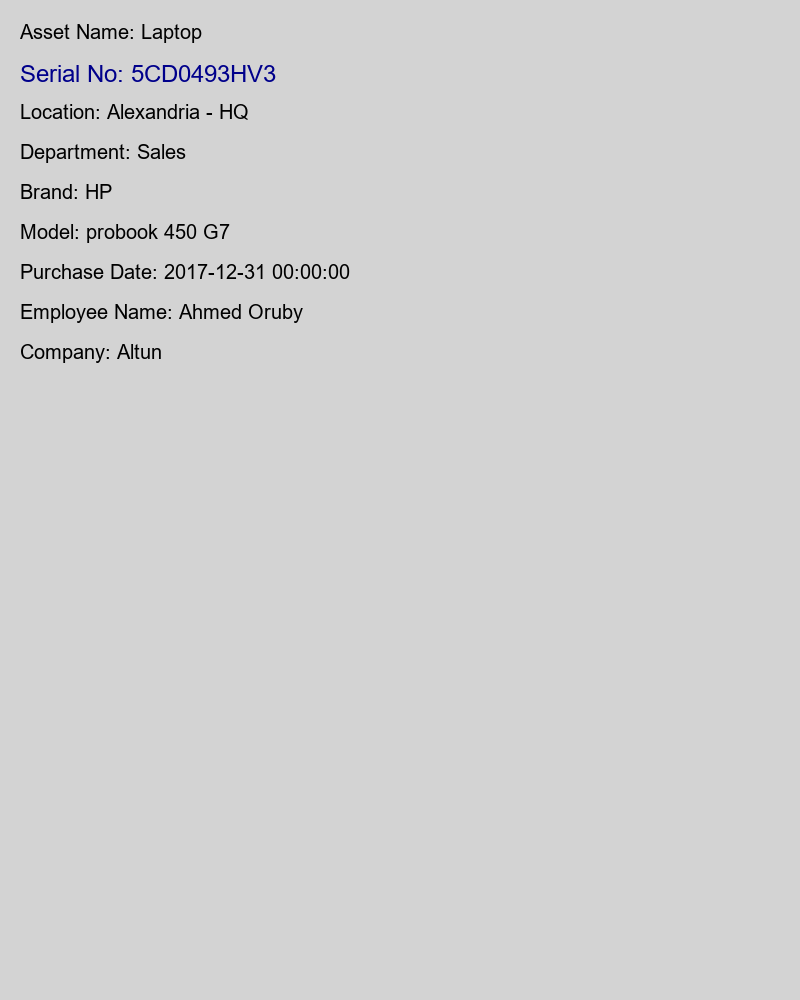 Asset Name: Laptop
Serial No: 5CD0493HV3
Location: Alexandria - HQ
Department: Sales
Brand: HP
Model: probook 450 G7
Purchase Date: 2017-12-31 00:00:00
Employee Name: Ahmed Oruby
Company: Altun